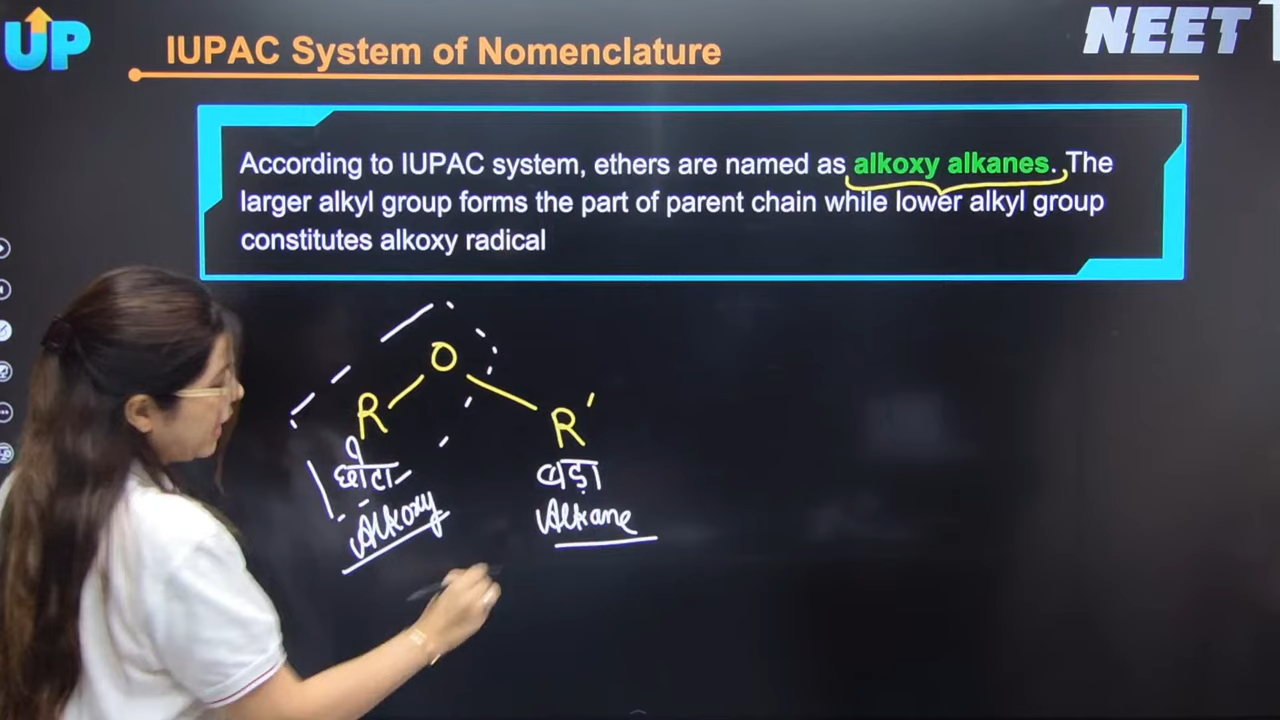 UP
IUPAC System of Nomenclature
NEET
According to IUPAC system, ethers are named as alkoxy alkanes. The
larger alkyl group forms the part of parent chain while lower alkyl group
constitutes alkoxy radical
O
R
R'
छोटा
बड़ा
Alkoxy
Alkane